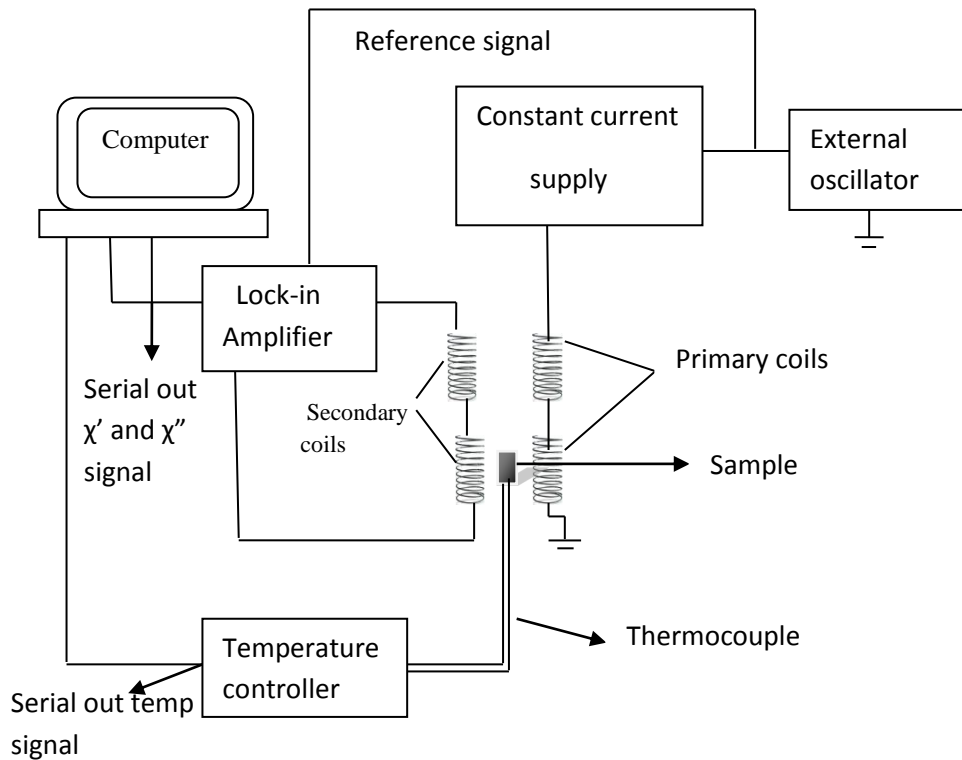 Reference signal
Computer
Constant current
supply
External
oscillator
Lock-in
Amplifier
Primary coils
Serial out
χ’ and χ”
signal
Secondary
coils
Sample
Temperature
controller
Thermocouple
Serial out temp
signal